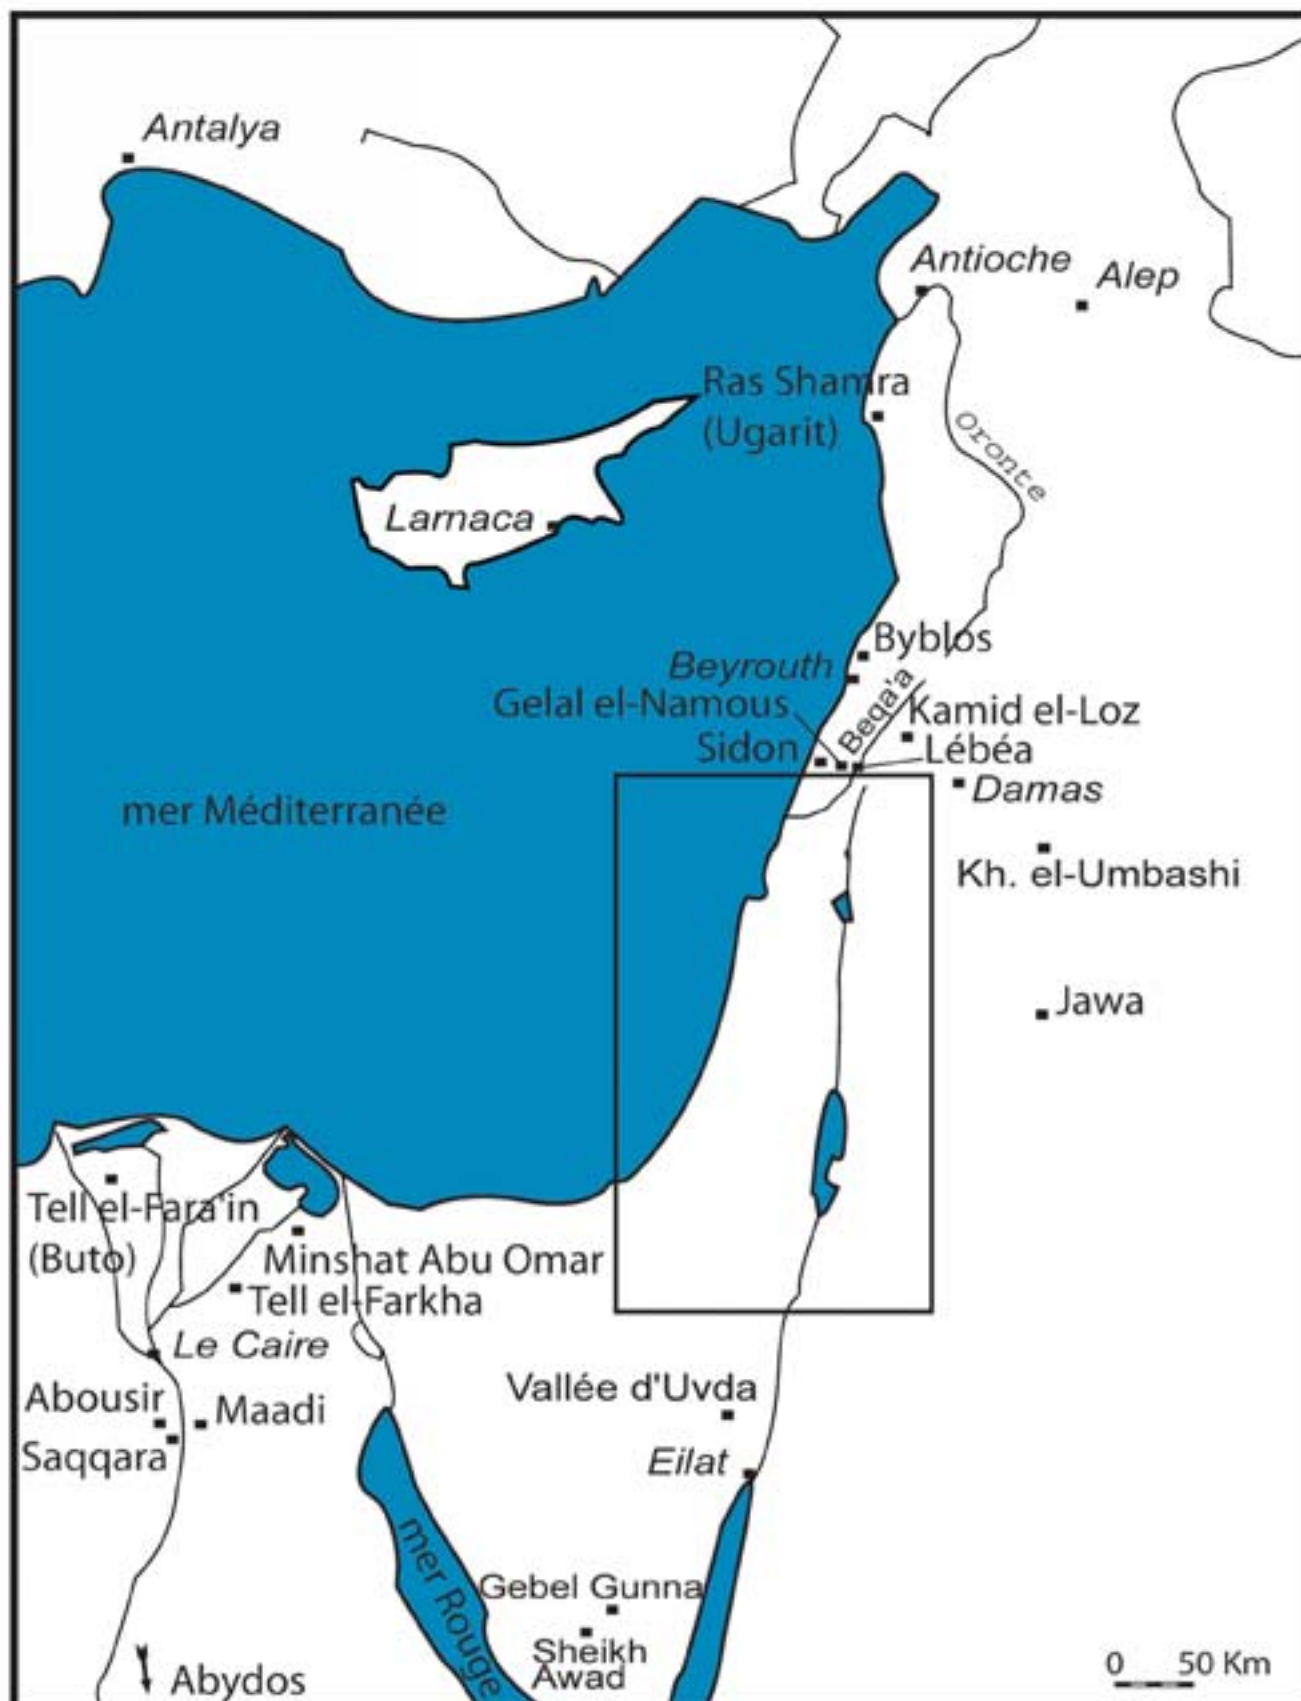 Antalya
Antioche
Alep
Ras Shamra
(Ugarit)
Oronte
Larnaca
Byblos
Beyrouth
Beqa'a
Gelal el-Namous
Kamid el-Loz
Sidon
Lébéa
Damas
mer Méditerranée
Kh. el-Umbashi
Jawa
Tell el-Fara'in
(Buto)
Minshat Abu Omar
Tell el-Farkha
Le Caire
Vallée d'Uvda
Abousir
Maadi
Saqqara
Eilat
mer Rouge
Gebel Gunna
Sheikh
Awad
Abydos
0 50 Km